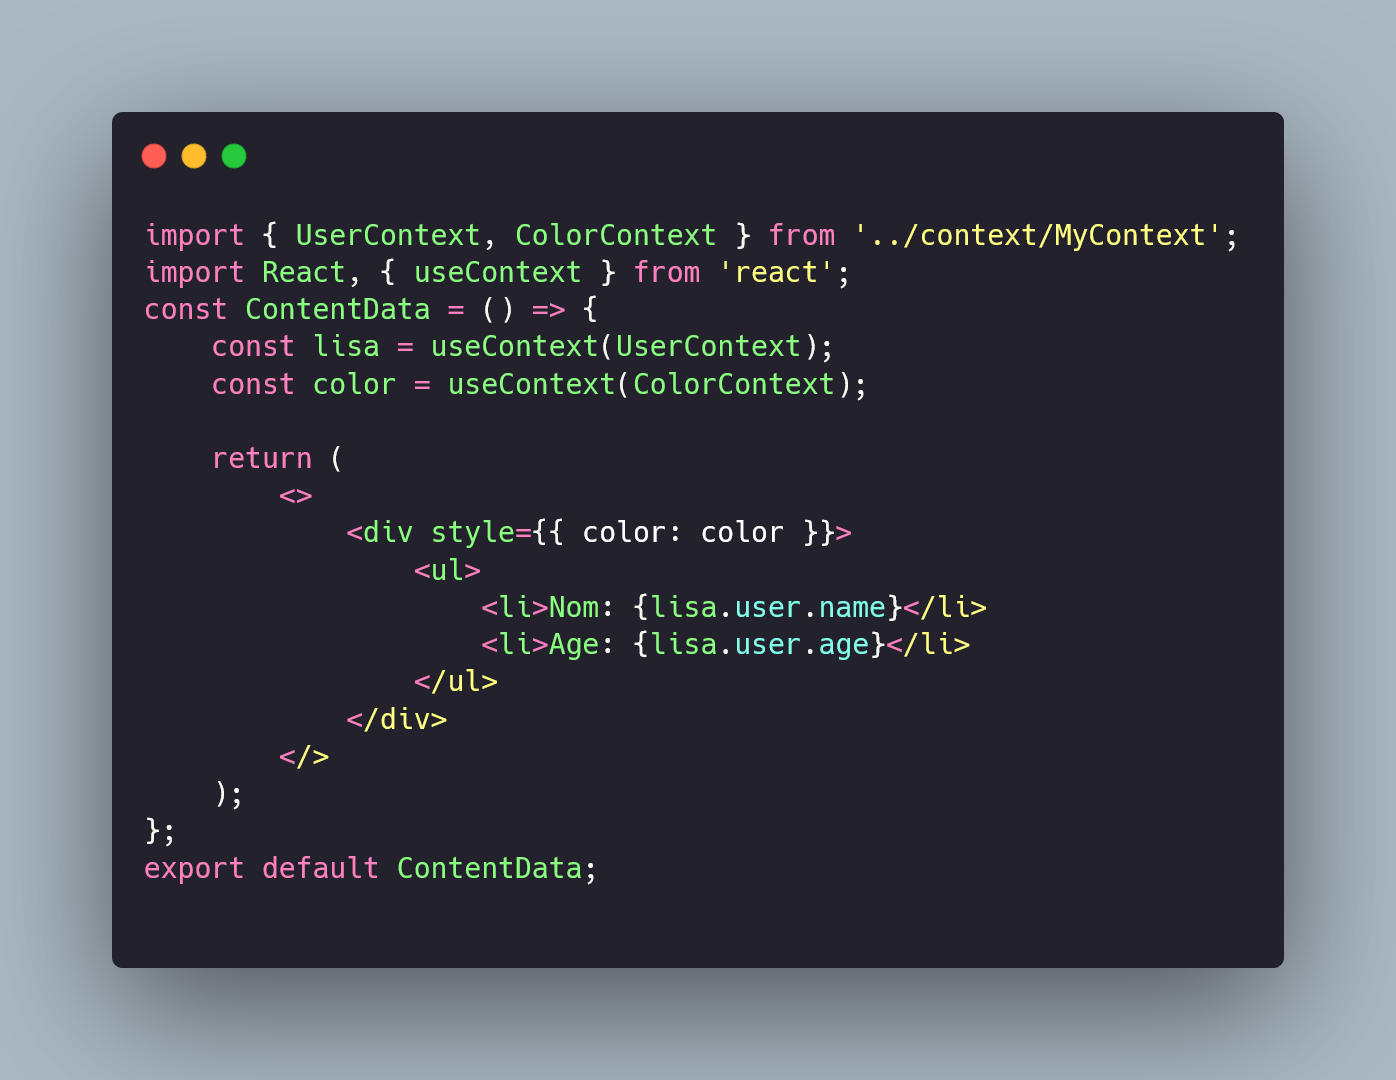 import { UserContext, ColorContext } from '../context/MyContext';
import React, { useContext } from 'react';
const ContentData = () => {
    const lisa = useContext(UserContext);
    const color = useContext(ColorContext);

    return (
        <>
            <div style={{ color: color }}>
                <ul>
                    <li>Nom: {lisa.user.name}</li>
                    <li>Age: {lisa.user.age}</li>
                </ul>
            </div>
        </>
    );
};
export default ContentData;